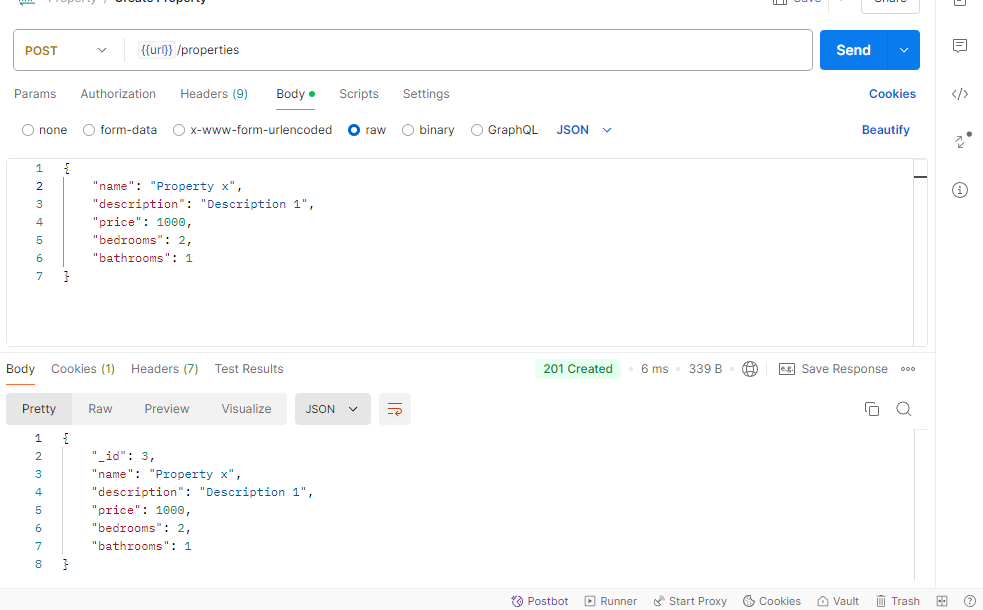 Property / Create Property Save Share
POST {{url}} /properties Send
Params Authorization Headers (9) Body Scripts Settings Cookies
none form-data x-www-form-urlencoded raw binary GraphQL JSON Beautify
1 {
2 "name": "Property x",
3 "description": "Description 1",
4 "price": 1000,
5 "bedrooms": 2,
6 "bathrooms": 1
7 }
Body Cookies (1) Headers (7) Test Results 201 Created 6 ms 339 B e.g. Save Response
Pretty Raw Preview Visualize JSON
1 {
2 "_id": 3,
3 "name": "Property x",
4 "description": "Description 1",
5 "price": 1000,
6 "bedrooms": 2,
7 "bathrooms": 1
8 }
Postbot Runner Start Proxy Cookies Vault Trash